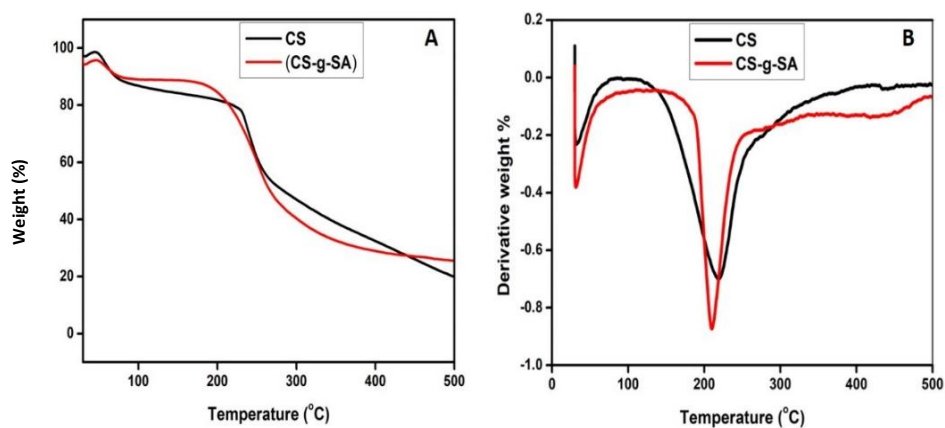 A
CS
(CS-g-SA)
100
80
60
40
20
0
Weight (%)
100
200
300
400
500
Temperature (°C)
B
CS
CS-g-SA
0.2
0.0
-0.2
-0.4
-0.6
-0.8
-1.0
Derivative weight %
0
100
200
300
400
500
Temperature (°C)